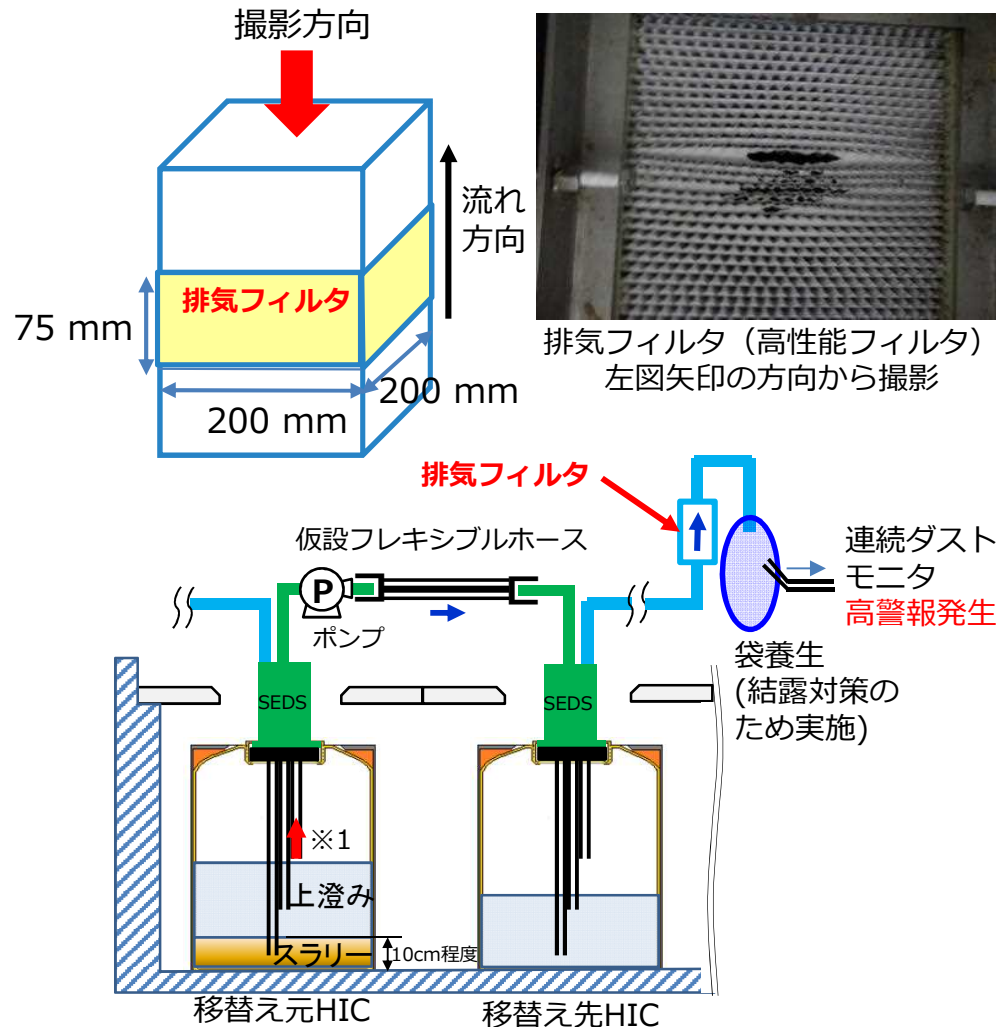 撮影方向
流れ
方向
排気フィルタ
75 mm
200 mm
200 mm
排気フィルタ（高性能フィルタ）
左図矢印の方向から撮影
排気フィルタ
仮設フレキシブルホース
P
ポンプ
連続ダスト
モニタ
高警報発生
袋養生
(結露対策の
ため実施)
SEDS
SEDS
※1
上澄み
スラリー
10cm程度
移替え元HIC
移替え先HIC